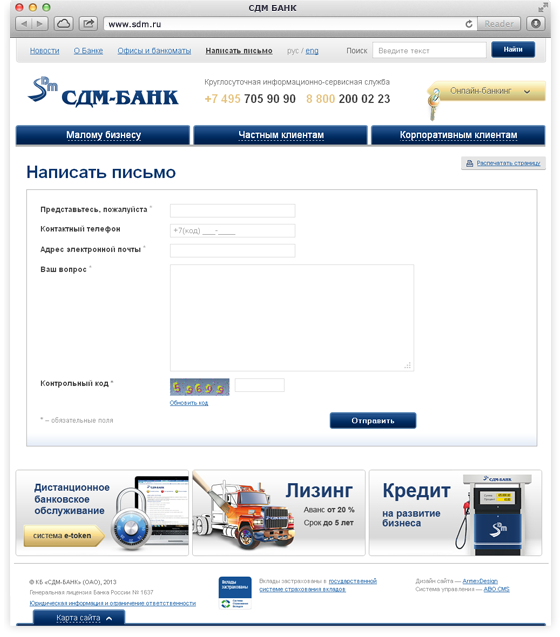 СДМ БАНК
www.sdm.ru
Reader
Новости О Банке Офисы и банкоматы Написать письмо рус / eng Поиск Введите текст Найти
Круглосуточная информационно-сервисная служба
Sdm СДМ-БАНК +7 495 705 90 90 8 800 200 02 23 Онлайн-банкинг
Малому бизнесу Частным клиентам Корпоративным клиентам
Написать письмо Распечатать страницу
Представьтесь, пожалуйста *
Контактный телефон +7(код) ___-____
Адрес электронной почты *
Ваш вопрос *
Контрольный код *
Обновить код
* – обязательные поля Отправить
Дистанционное
банковское
обслуживание
система e-token
Лизинг
Аванс от 20 %
Срок до 5 лет
Кредит
на развитие
бизнеса
СДМ-БАНК
Sdm
© КБ «СДМ-БАНК» (ОАО), 2013
Генеральная лицензия Банка России № 1637
Юридическая информация и ограничение ответственности
Вклады
застрахованы
Вклады застрахованы в государственной
системе страхования вкладов
Дизайн сайта — ArmexDesign
Система управления — ABO.CMS
Карта сайта